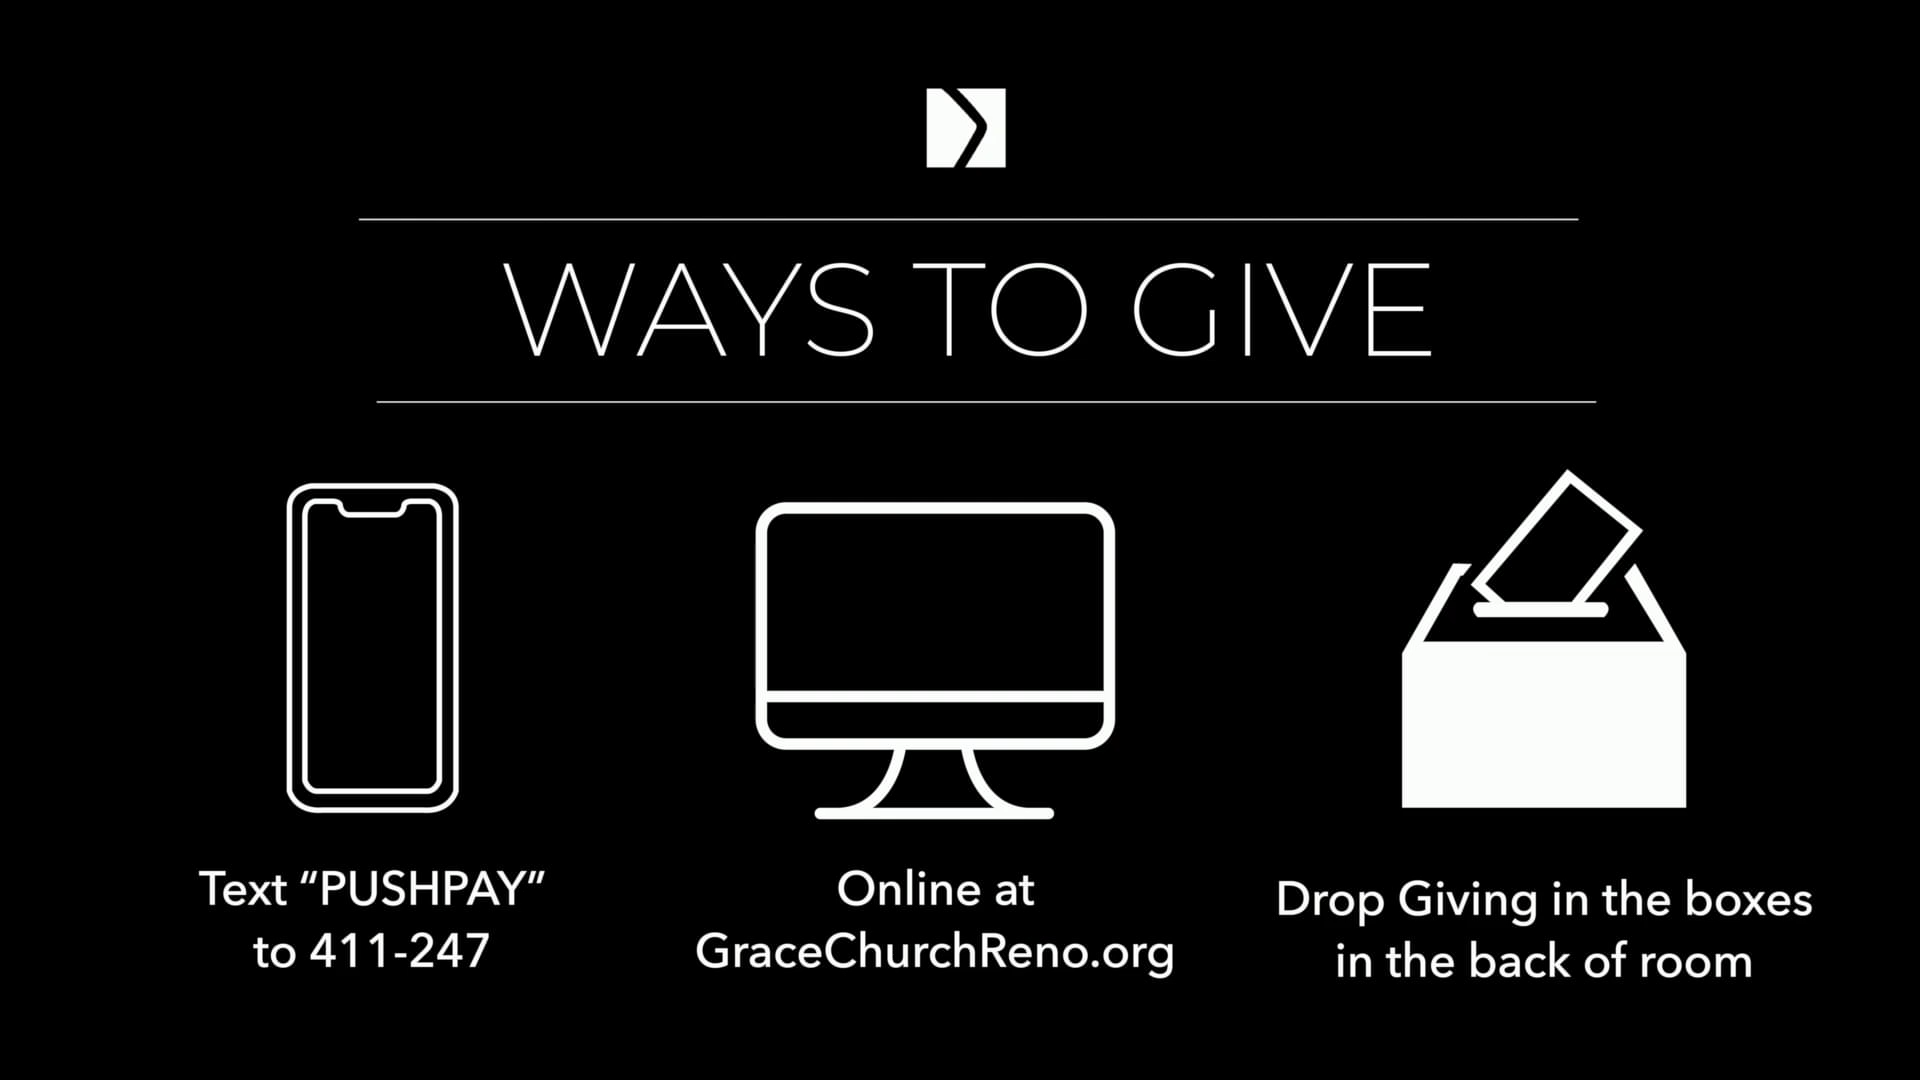 WAYS TO GIVE
Text “PUSHPAY”
to 411-247
Online at
GraceChurchReno.org
Drop Giving in the boxes
in the back of room